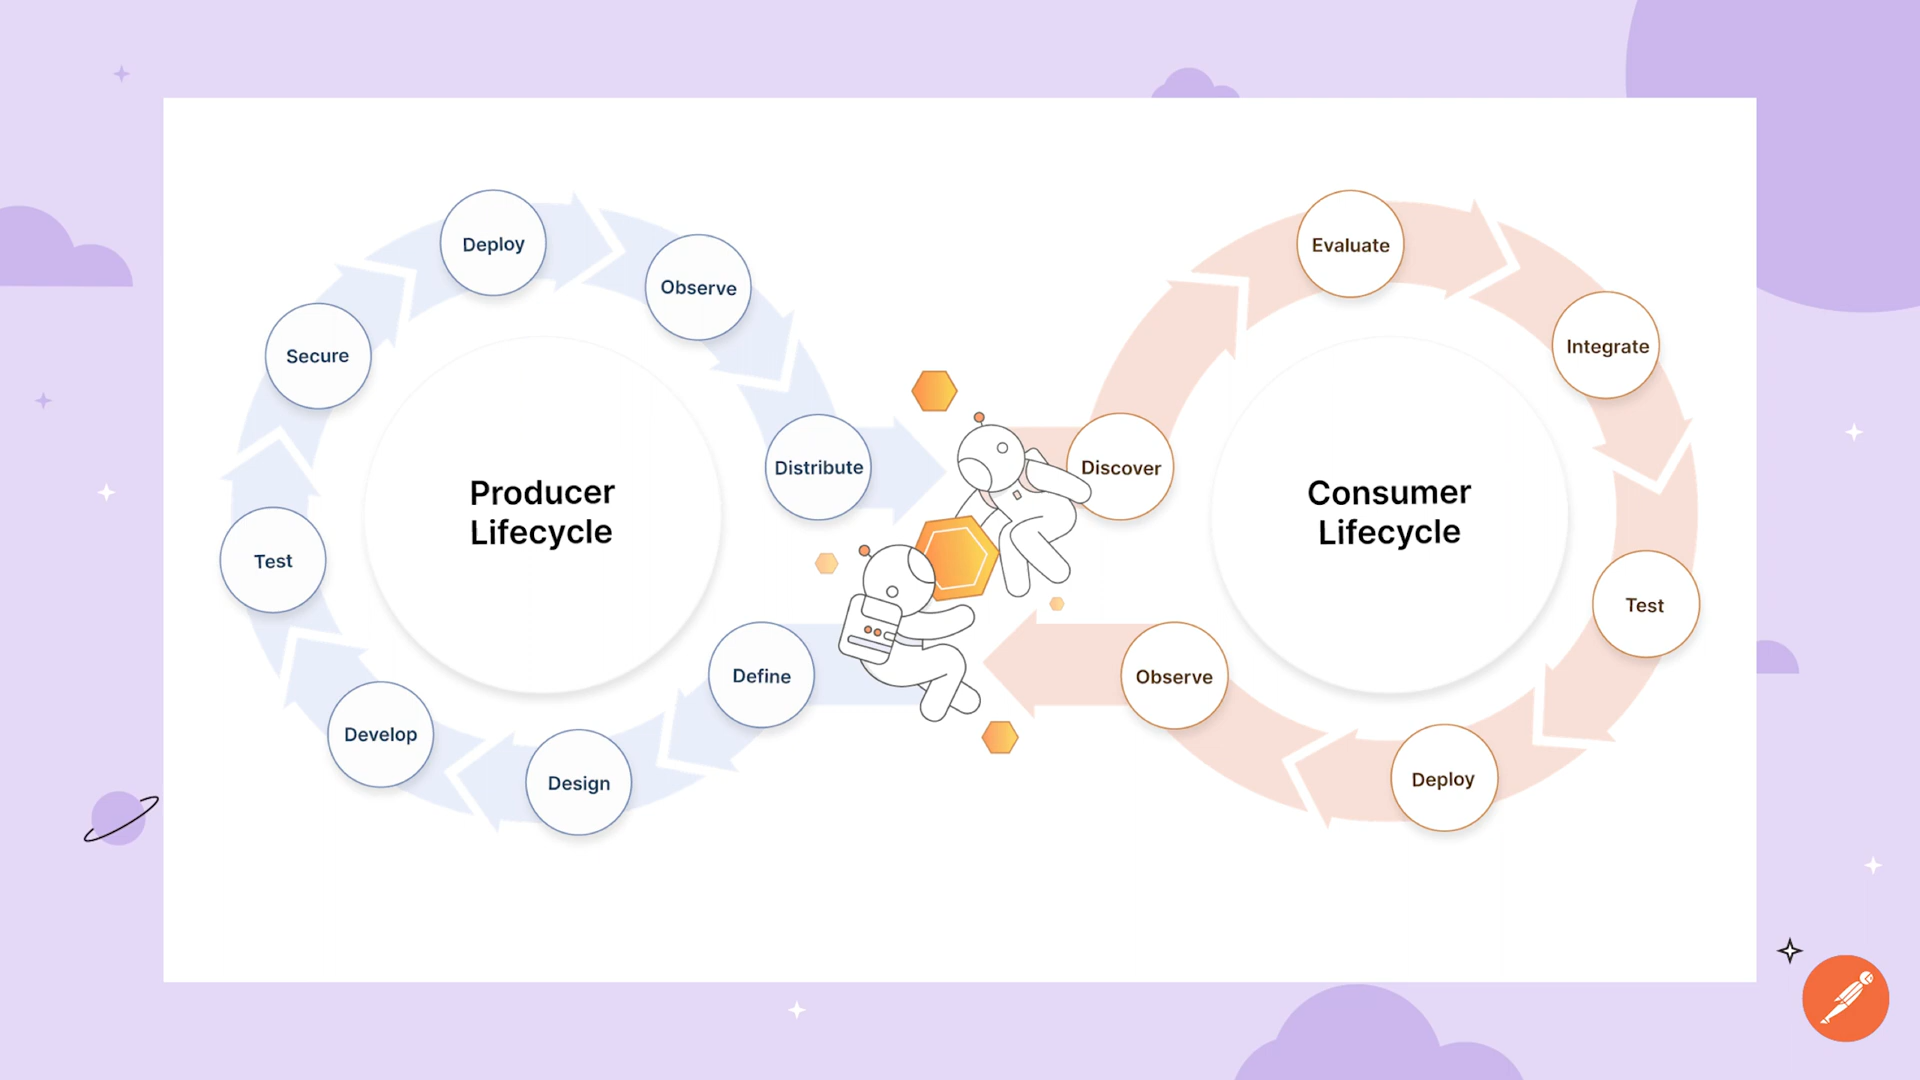 Producer
Lifecycle
Define
Design
Develop
Test
Secure
Deploy
Observe
Distribute
Consumer
Lifecycle
Discover
Evaluate
Integrate
Test
Deploy
Observe